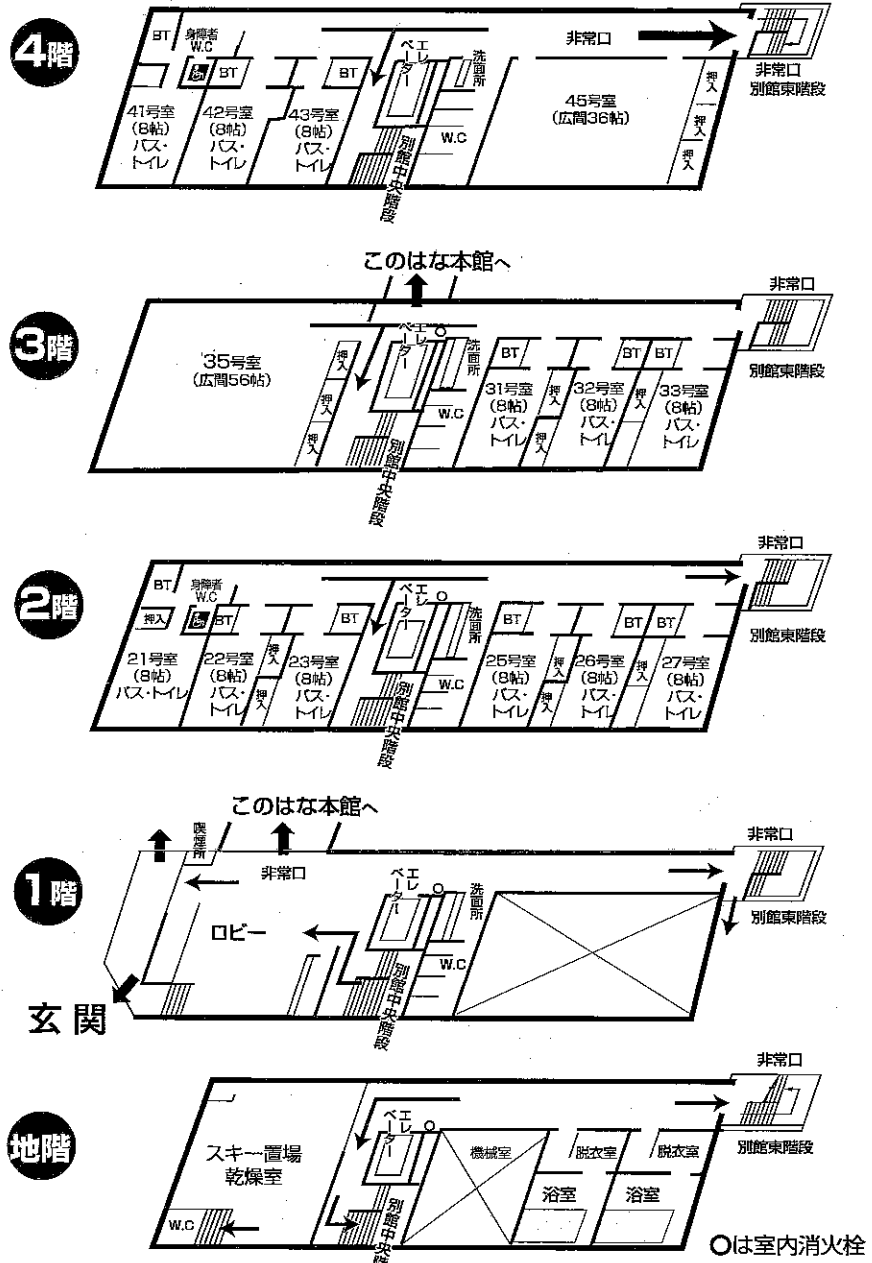 4階
BT
身障者
W.C
BT
BT
エレ
ベーター
洗面所
非常口
非常口
別館東階段
41号室
(8帖)
バス・
トイレ
42号室
(8帖)
バス・
トイレ
43号室
(8帖)
バス・
トイレ
別館中央階段
W.C
45号室
(広間36帖)
押入
押入
押入
3階
このはな本館へ
非常口
別館東階段
35号室
(広間56帖)
押入
押入
押入
エレ
ベーター
洗面所
W.C
別館中央階段
BT
BT
BT
31号室
(8帖)
バス・
トイレ
押入
押入
32号室
(8帖)
バス・
トイレ
押入
33号室
(8帖)
バス・
トイレ
2階
非常口
別館東階段
BT
身障者
W.C
押入
BT
BT
エレ
ベーター
洗面所
BT
BT
BT
21号室
(8帖)
バス・トイレ
22号室
(8帖)
バス・
トイレ
押入
押入
23号室
(8帖)
バス・
トイレ
別館中央階段
W.C
25号室
(8帖)
バス・
トイレ
押入
押入
26号室
(8帖)
バス・
トイレ
押入
27号室
(8帖)
バス・
トイレ
1階
このはな本館へ
喫煙所
非常口
非常口
別館東階段
ロビー
エレ
ベーター
洗面所
W.C
別館中央階段
玄関
地階
非常口
別館東階段
スキー置場
乾燥室
W.C
エレ
ベーター
別館中央階
機械室
脱衣室
脱衣室
浴室
浴室
○は室内消火栓